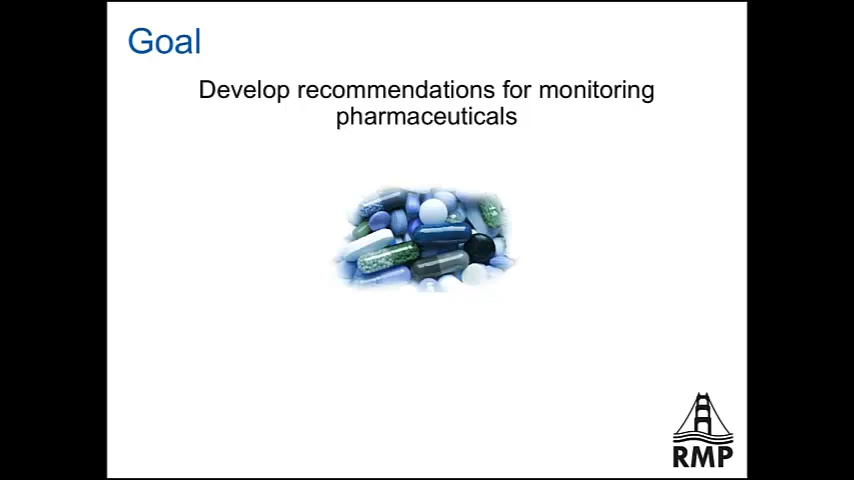 Goal
Develop recommendations for monitoring
pharmaceuticals
RMP